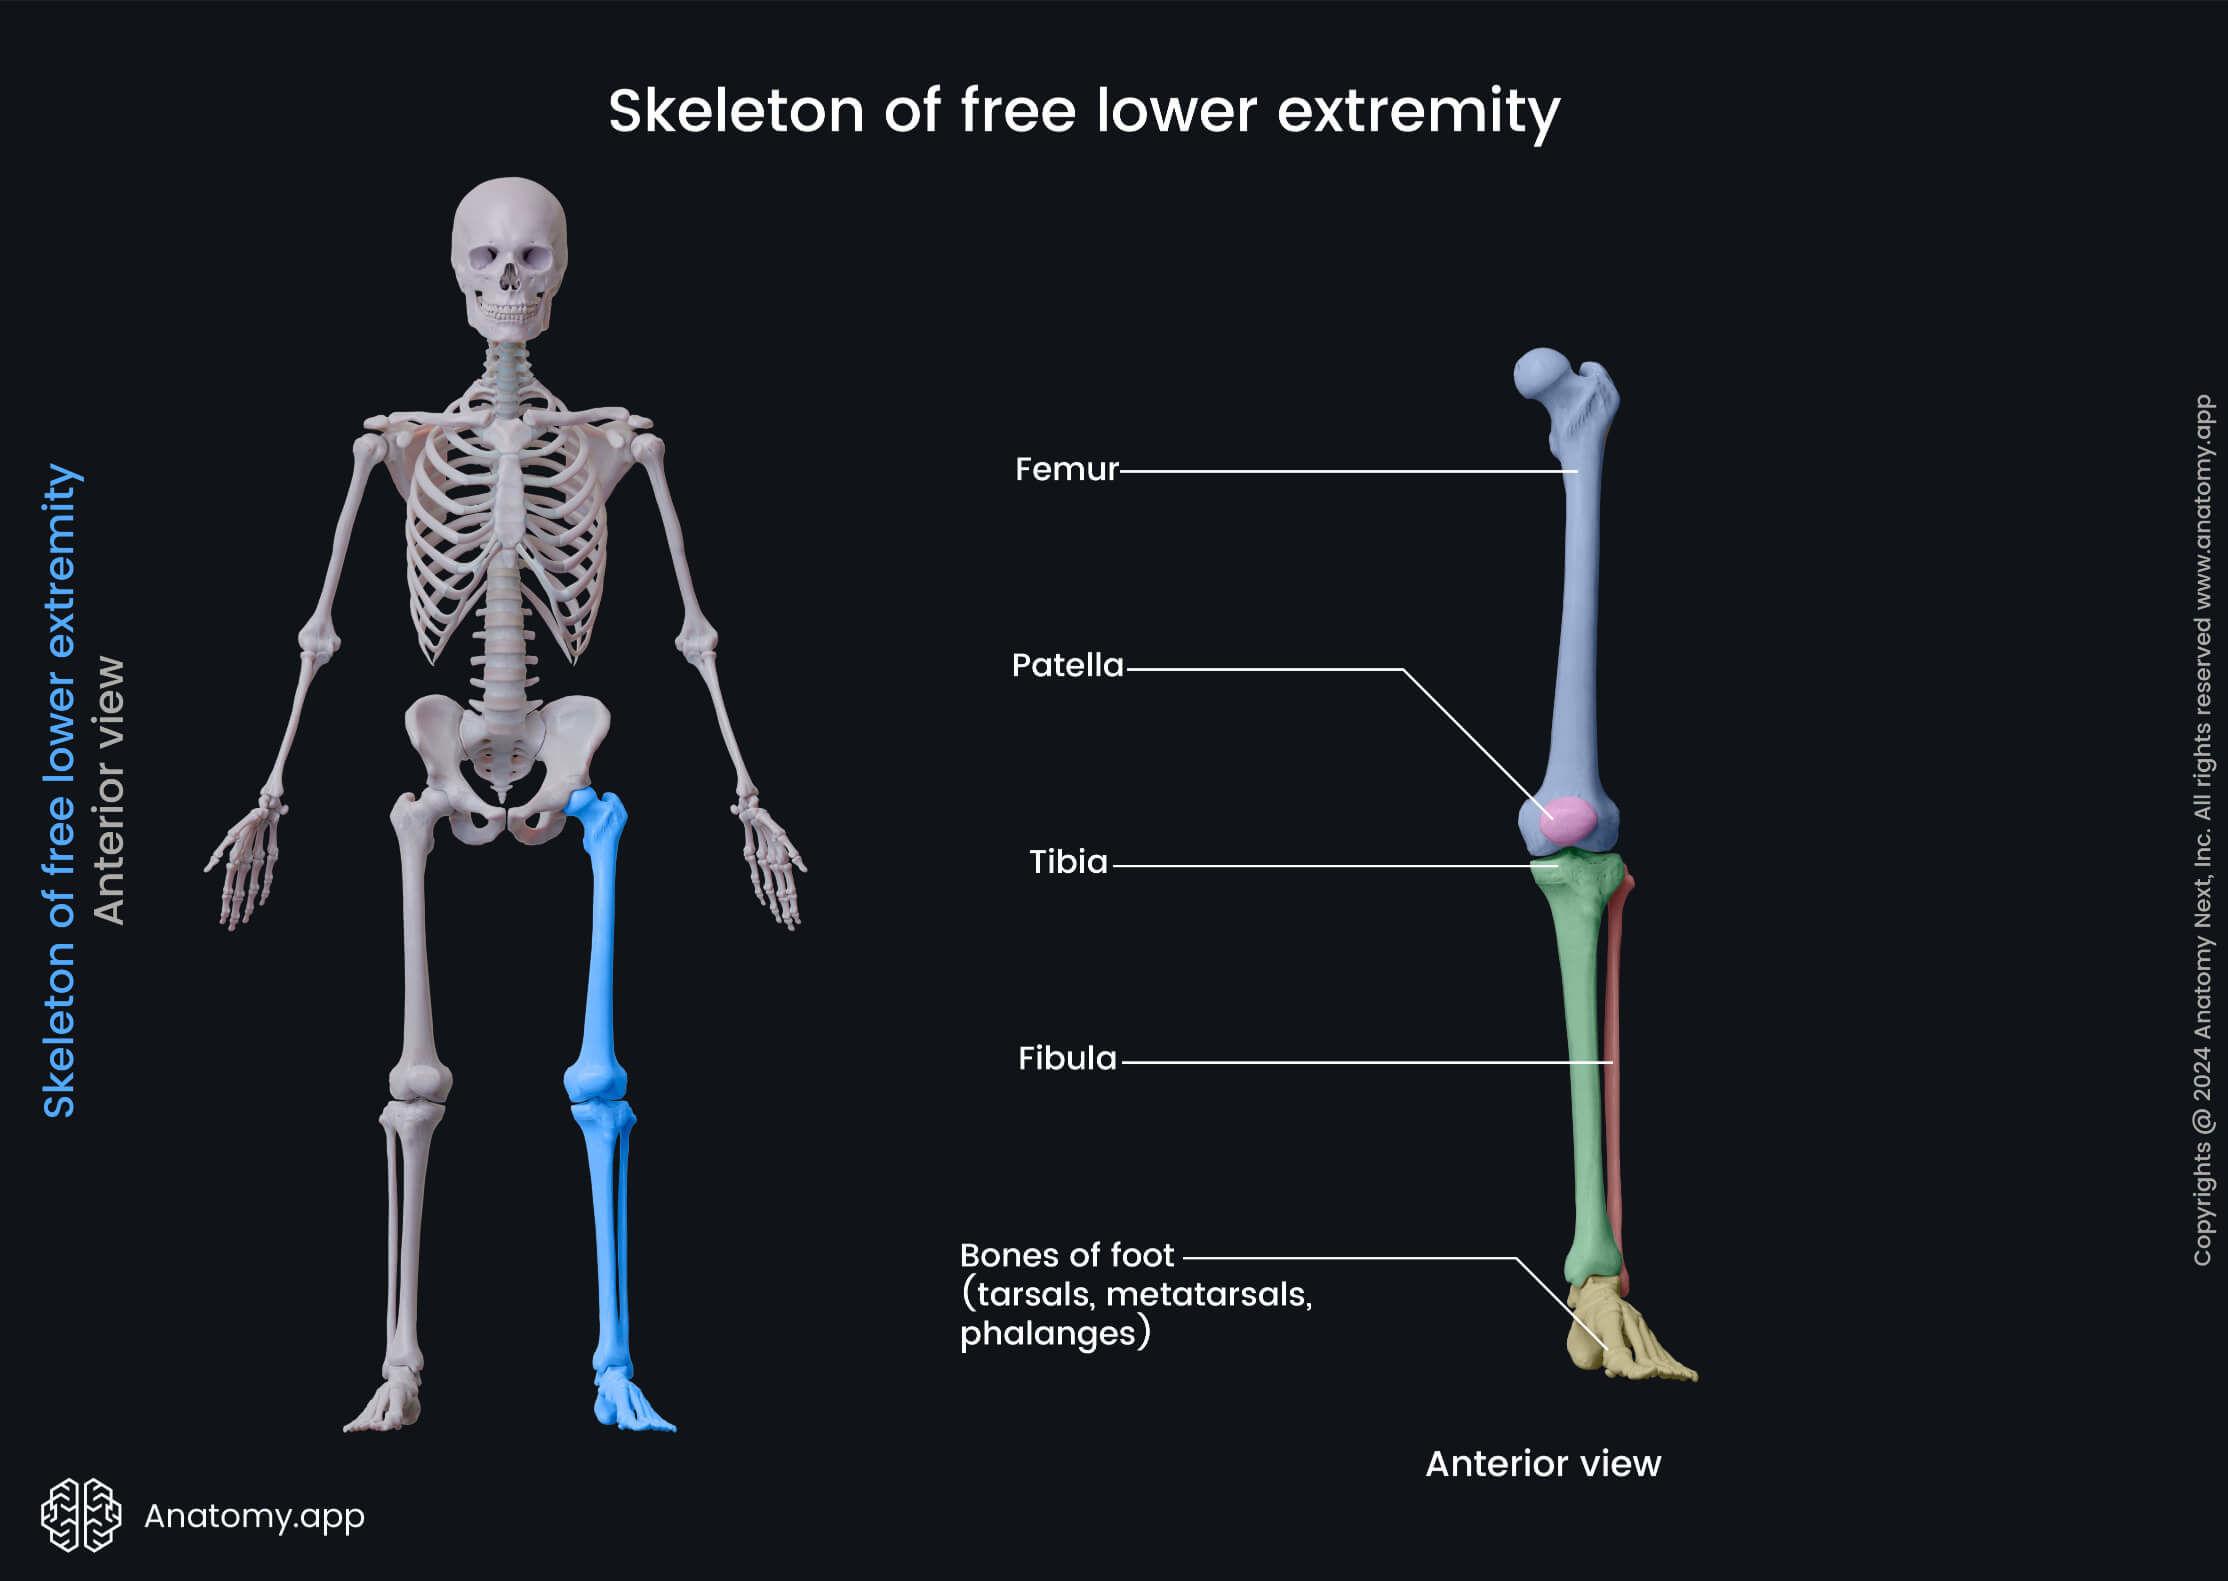 Skeleton of free lower extremity
Skeleton of free lower extremity
Anterior view
Femur
Patella
Tibia
Fibula
Bones of foot
(tarsals, metatarsals,
phalanges)
Anterior view
Anatomy.app
Copyrights @ 2024 Anatomy Next, Inc. All rights reserved www.anatomy.app